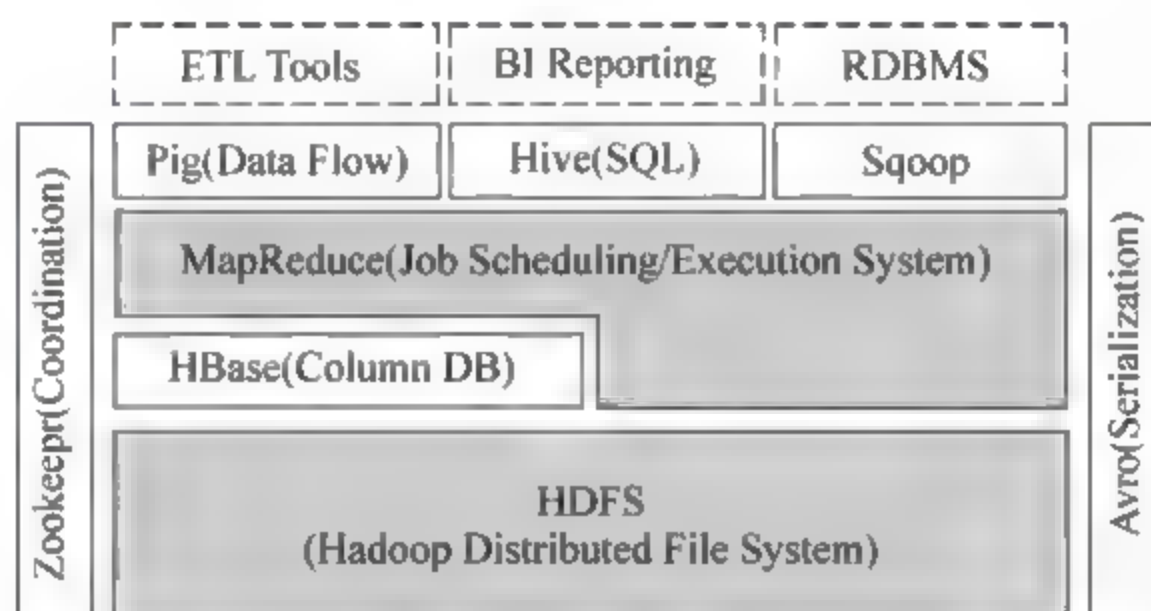 ETL Tools
BI Reporting
RDBMS
Zookeepr(Coordination)
Pig(Data Flow)
Hive(SQL)
Sqoop
Avro(Serialization)
MapReduce(Job Scheduling/Execution System)
HBase(Column DB)
HDFS
(Hadoop Distributed File System)